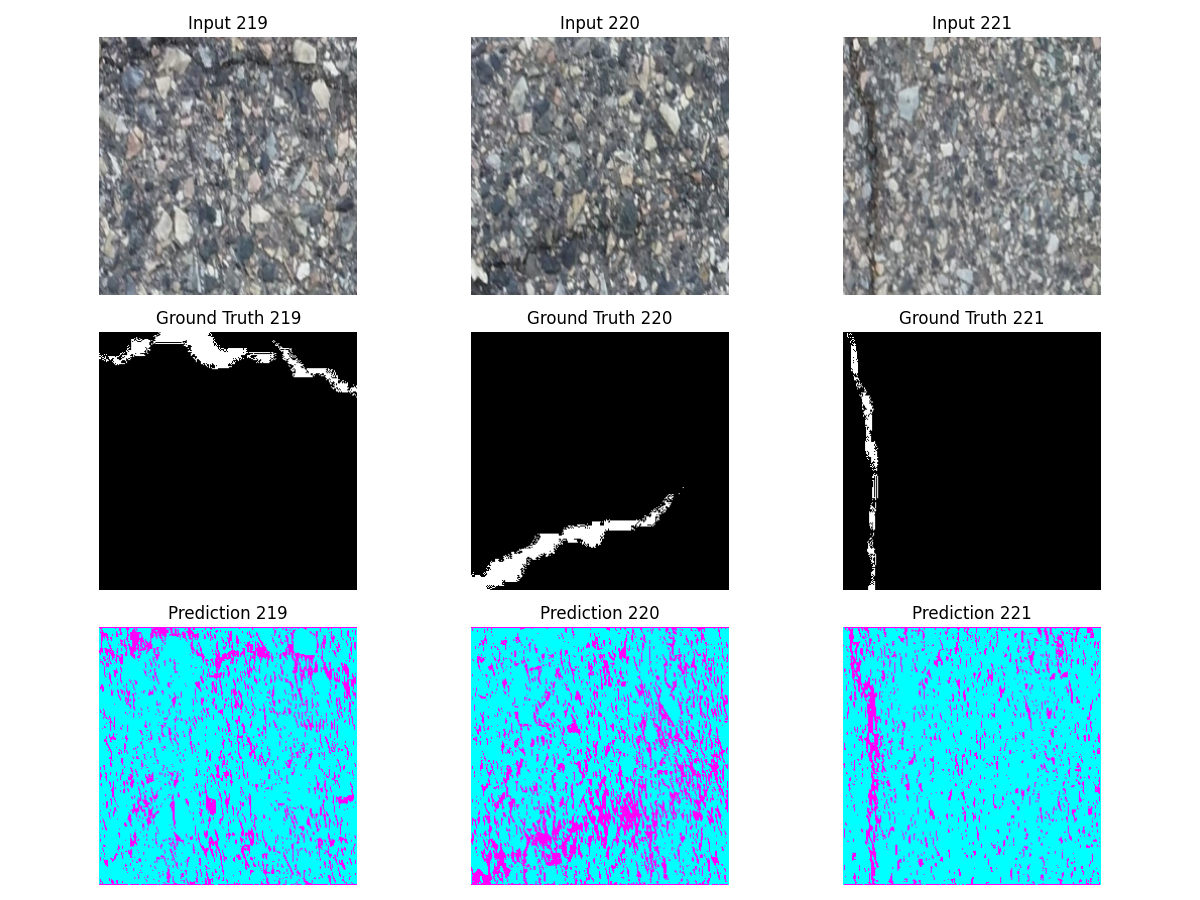 Input 219
Input 220
Input 221
Ground Truth 219
Ground Truth 220
Ground Truth 221
Prediction 219
Prediction 220
Prediction 221